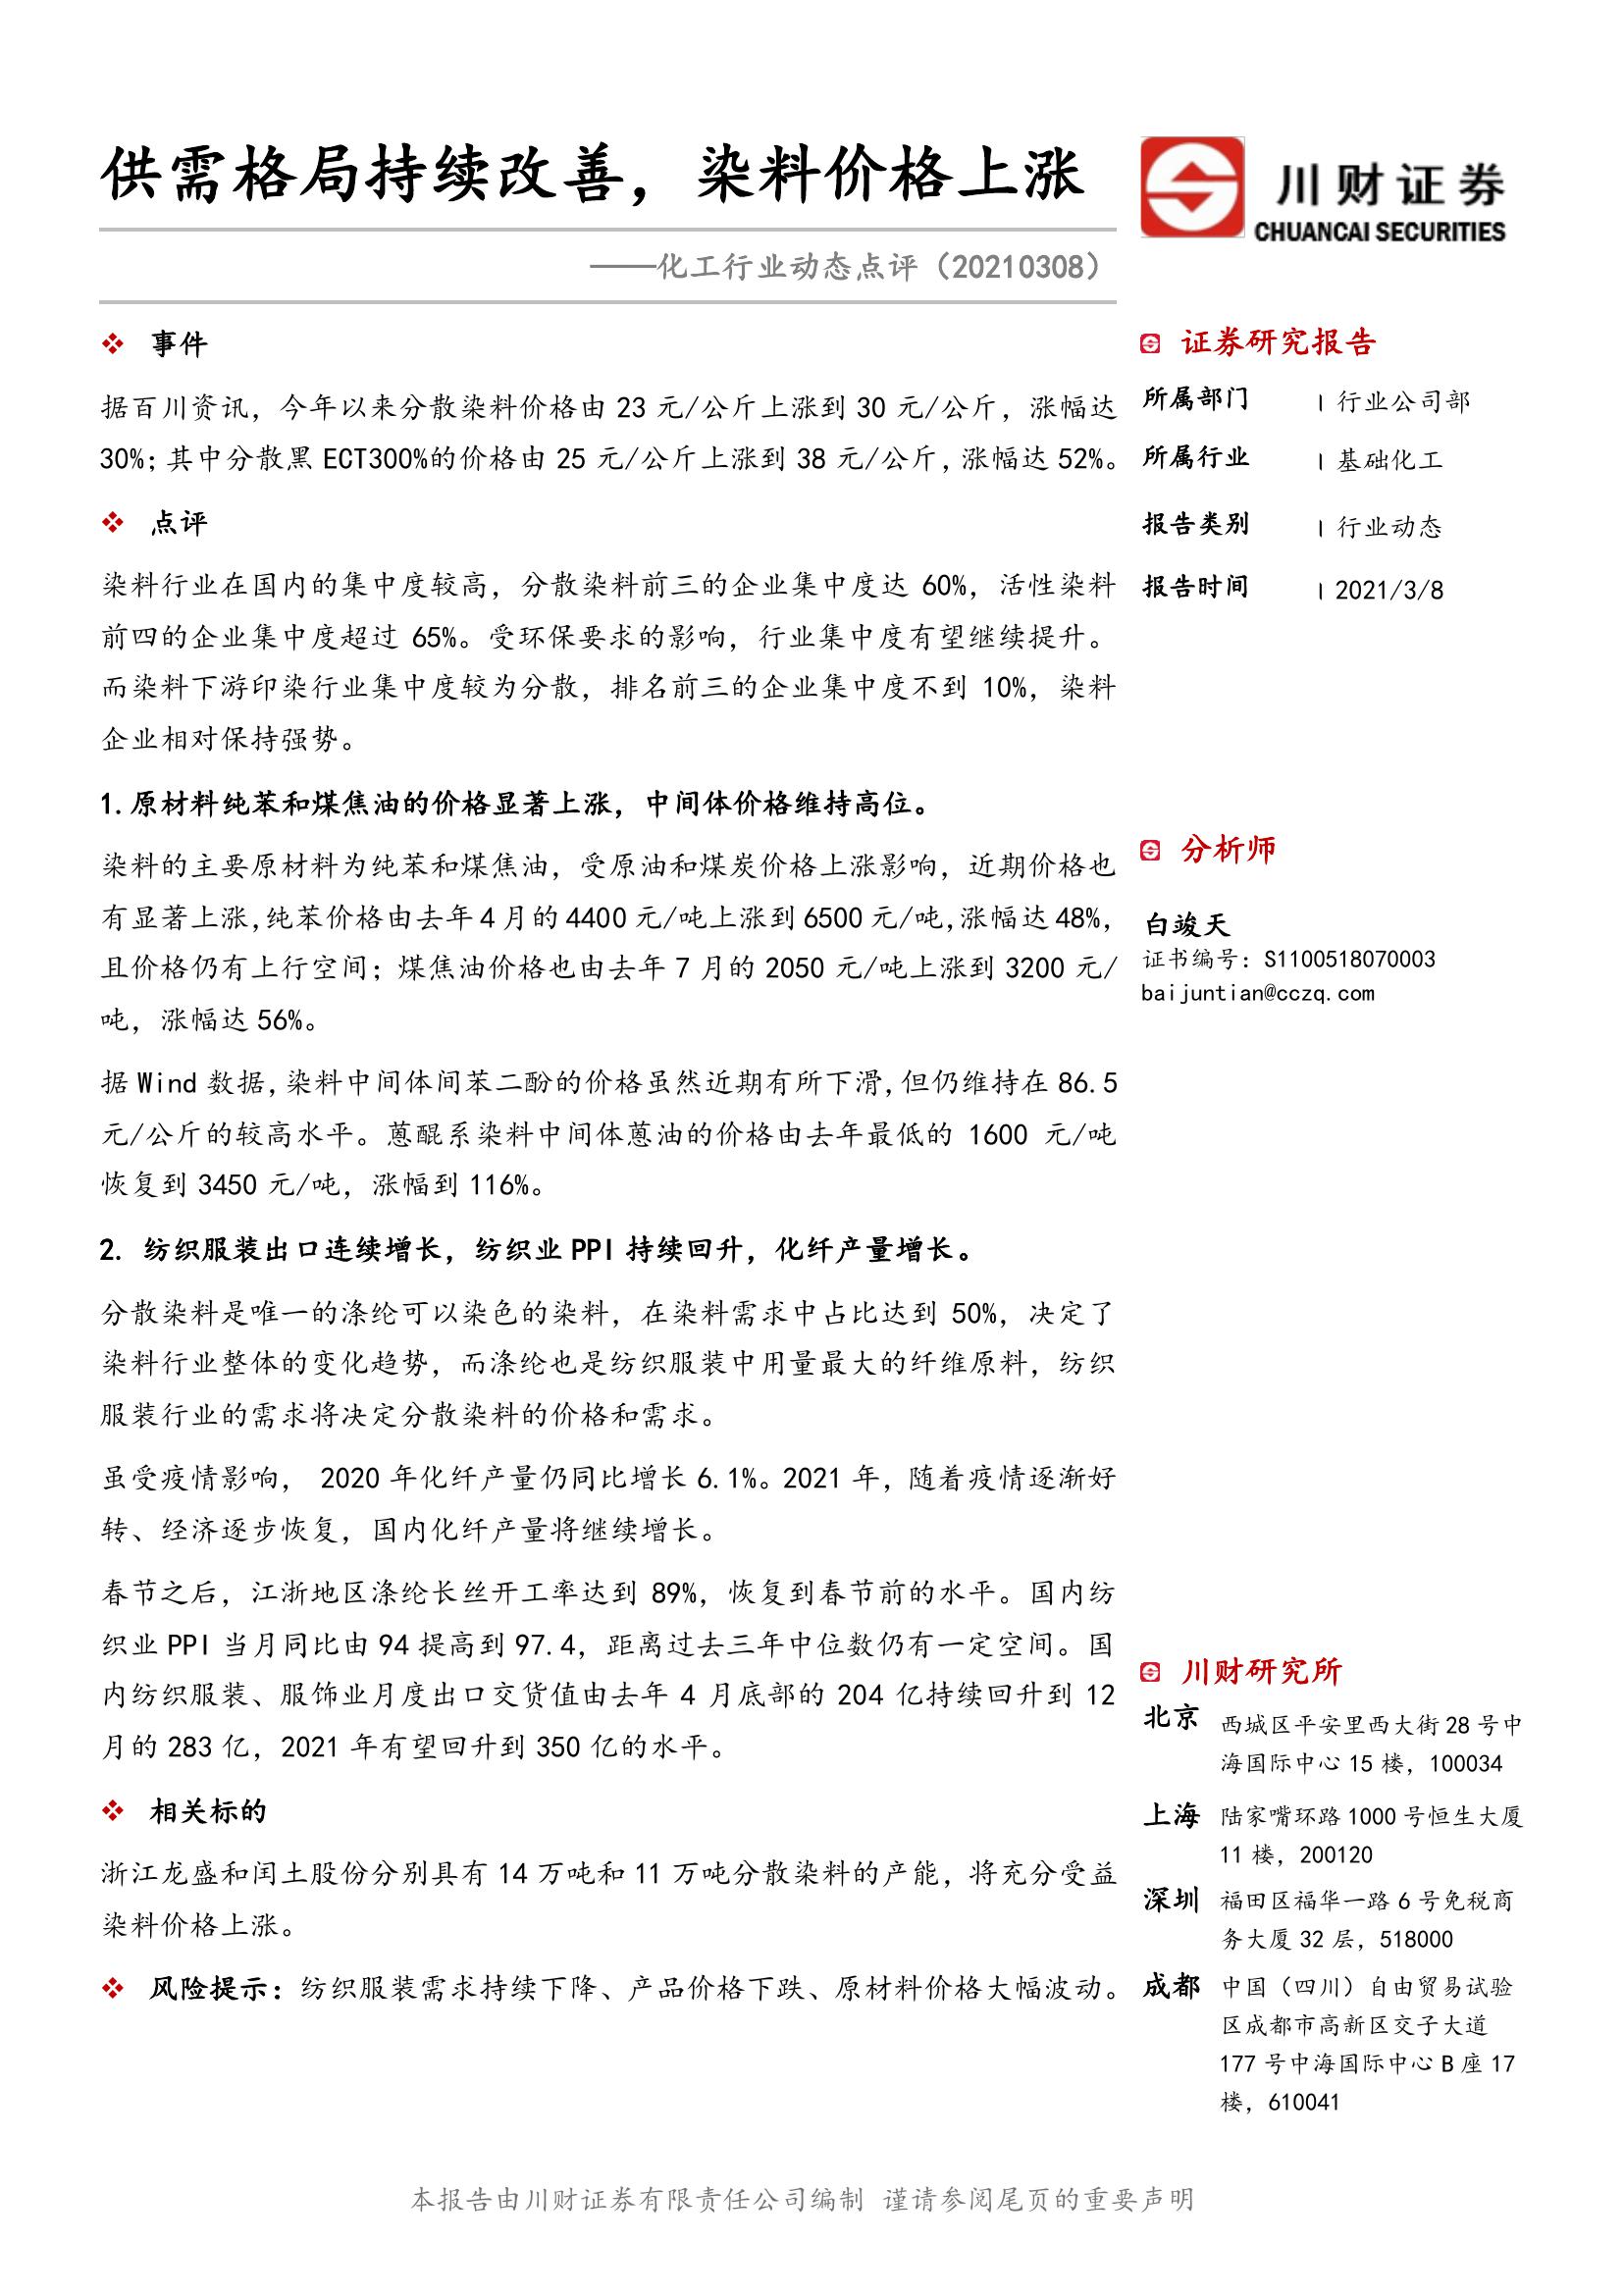 供需格局持续改善，染料价格上涨
川财证券
CHUANCAI SECURITIES
——化工行业动态点评（20210308）
事件
据百川资讯，今年以来分散染料价格由 23 元/公斤上涨到 30 元/公斤，涨幅达
30%；其中分散黑 ECT300%的价格由 25 元/公斤上涨到 38 元/公斤，涨幅达 52%。
点评
染料行业在国内的集中度较高，分散染料前三的企业集中度达 60%，活性染料
前四的企业集中度超过 65%。受环保要求的影响，行业集中度有望继续提升。
而染料下游印染行业集中度较为分散，排名前三的企业集中度不到 10%，染料
企业相对保持强势。
1.原材料纯苯和煤焦油的价格显著上涨，中间体价格维持高位。
染料的主要原材料为纯苯和煤焦油，受原油和煤炭价格上涨影响，近期价格也
有显著上涨，纯苯价格由去年 4 月的 4400 元/吨上涨到 6500 元/吨，涨幅达 48%，
且价格仍有上行空间；煤焦油价格也由去年 7 月的 2050 元/吨上涨到 3200 元/
吨，涨幅达 56%。
据 Wind 数据，染料中间体间苯二酚的价格虽然近期有所下滑，但仍维持在 86.5
元/公斤的较高水平。蒽醌系染料中间体蒽油的价格由去年最低的 1600 元/吨
恢复到 3450 元/吨，涨幅到 116%。
2. 纺织服装出口连续增长，纺织业 PPI 持续回升，化纤产量增长。
分散染料是唯一的涤纶可以染色的染料，在染料需求中占比达到 50%，决定了
染料行业整体的变化趋势，而涤纶也是纺织服装中用量最大的纤维原料，纺织
服装行业的需求将决定分散染料的价格和需求。
虽受疫情影响， 2020 年化纤产量仍同比增长 6.1%。2021 年，随着疫情逐渐好
转、经济逐步恢复，国内化纤产量将继续增长。
春节之后，江浙地区涤纶长丝开工率达到 89%，恢复到春节前的水平。国内纺
织业 PPI 当月同比由 94 提高到 97.4，距离过去三年中位数仍有一定空间。国
内纺织服装、服饰业月度出口交货值由去年 4 月底部的 204 亿持续回升到 12
月的 283 亿，2021 年有望回升到 350 亿的水平。
相关标的
浙江龙盛和闰土股份分别具有 14 万吨和 11 万吨分散染料的产能，将充分受益
染料价格上涨。
风险提示：纺织服装需求持续下降、产品价格下跌、原材料价格大幅波动。
证券研究报告
所属部门 | 行业公司部
所属行业 | 基础化工
报告类别 | 行业动态
报告时间 | 2021/3/8
分析师
白竣天
证书编号：S1100518070003
baijuntian@cczq.com
川财研究所
北京 西城区平安里西大街 28 号中
海国际中心 15 楼，100034
上海 陆家嘴环路 1000 号恒生大厦
11 楼，200120
深圳 福田区福华一路 6 号免税商
务大厦 32 层，518000
成都 中国（四川）自由贸易试验
区成都市高新区交子大道
177 号中海国际中心 B 座 17
楼，610041
本报告由川财证券有限责任公司编制 谨请参阅尾页的重要声明